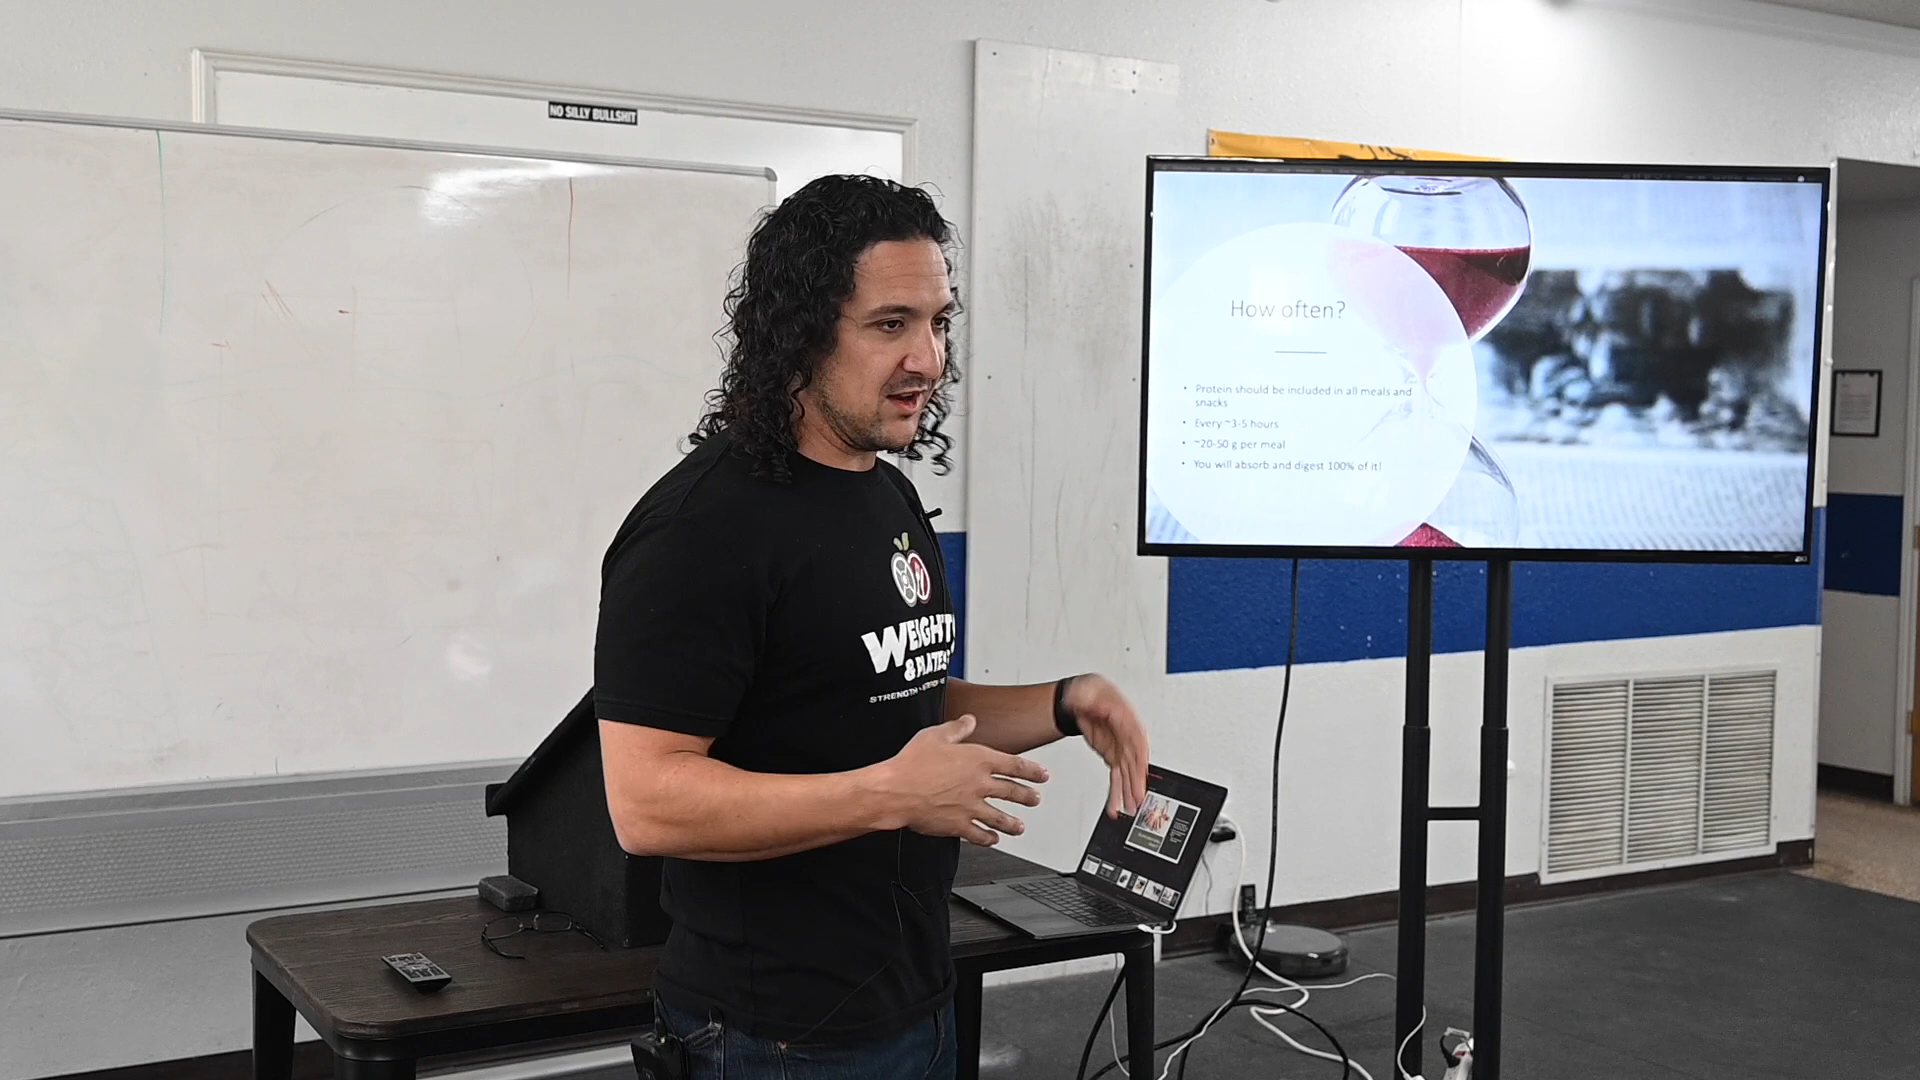 NO SILLY BULLSHIT
How often?
• Protein should be included in all meals and
snacks
• Every ~3-5 hours
• ~20-50 g per meal
• You will absorb and digest 100% of it!
WEIGHTS
& PLATES
STRENGTH